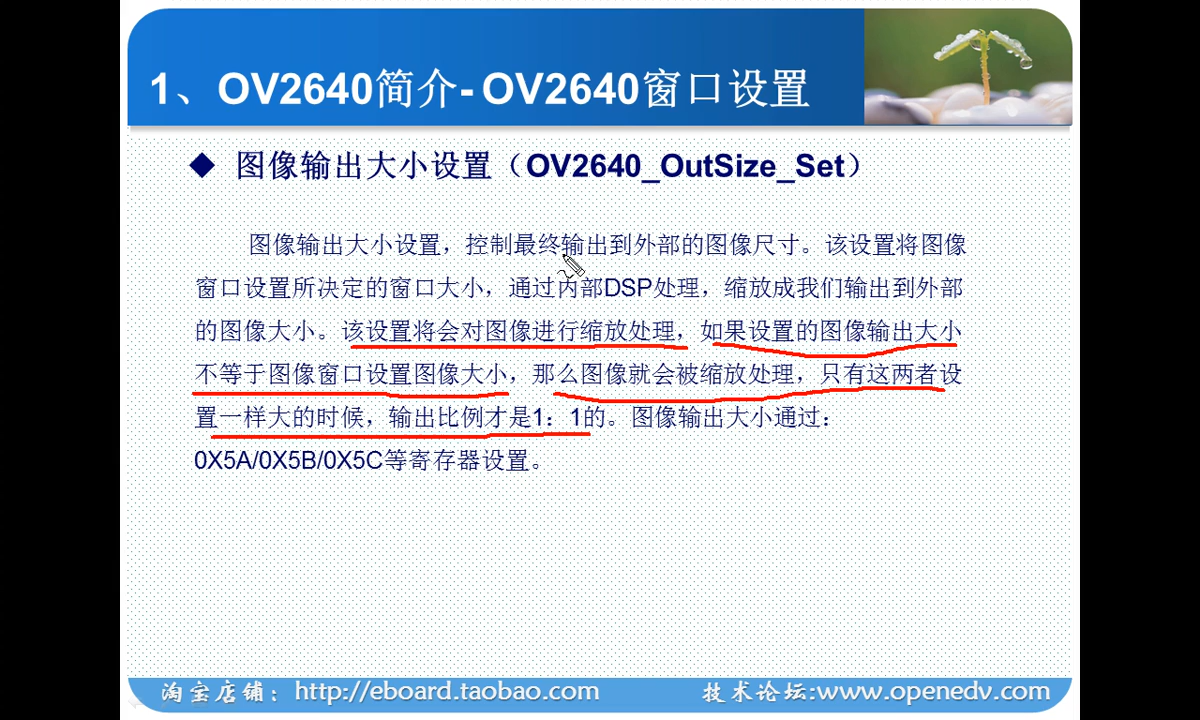 1、OV2640简介- OV2640窗口设置
◆ 图像输出大小设置（OV2640_OutSize_Set）
图像输出大小设置，控制最终输出到外部的图像尺寸。该设置将图像
窗口设置所决定的窗口大小，通过内部DSP处理，缩放成我们输出到外部
的图像大小。该设置将会对图像进行缩放处理，如果设置的图像输出大小
不等于图像窗口设置图像大小，那么图像就会被缩放处理，只有这两者设
置一样大的时候，输出比例才是1：1的。图像输出大小通过：
0X5A/0X5B/0X5C等寄存器设置。
淘宝店铺：http://eboard.taobao.com 技术论坛:www.openedv.com